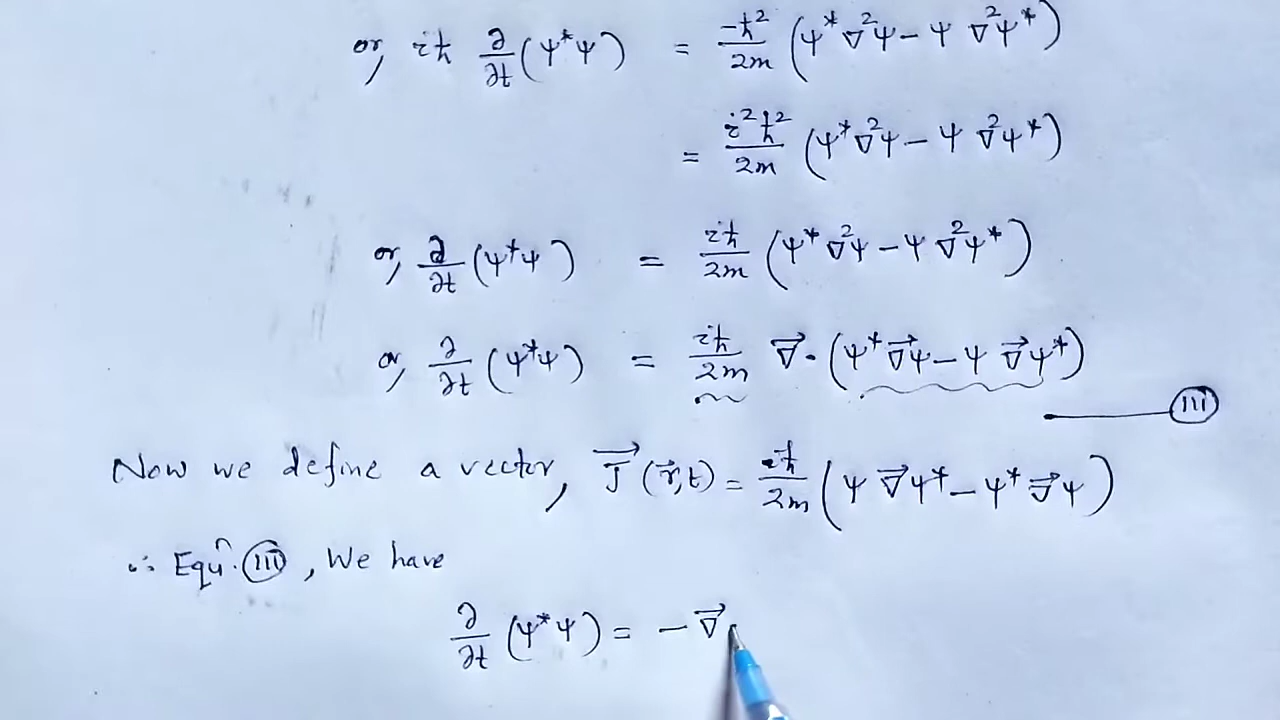 or, iħ ∂/∂t (ψ*ψ) = -ħ²/2m (ψ* ∇²ψ - ψ ∇²ψ*)
= i²ħ²/2m (ψ* ∇²ψ - ψ ∇²ψ*)
or, ∂/∂t (ψ*ψ) = iħ/2m (ψ* ∇²ψ - ψ ∇²ψ*)
or, ∂/∂t (ψ*ψ) = iħ/2m ∇⃗· (ψ* ∇⃗ψ - ψ ∇⃗ψ*)
(III)
Now we define a vector, J⃗ (r⃗,t) = iħ/2m (ψ ∇⃗ψ* - ψ* ∇⃗ψ)
∴ Equⁿ. (III), We have
∂/∂t (ψ*ψ) = - ∇⃗